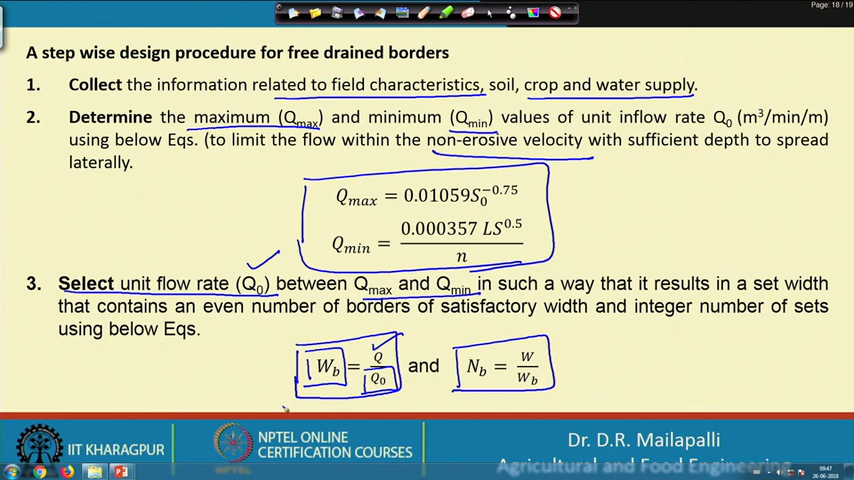 Page: 18 / 19
A step wise design procedure for free drained borders
1. Collect the information related to field characteristics, soil, crop and water supply.
2. Determine the maximum (Qmax) and minimum (Qmin) values of unit inflow rate Q0 (m³/min/m)
using below Eqs. (to limit the flow within the non-erosive velocity with sufficient depth to spread
laterally.
Qmax = 0.01059S0^-0.75
Qmin = 0.000357 LS^0.5 / n
3. Select unit flow rate (Q0) between Qmax and Qmin in such a way that it results in a set width
that contains an even number of borders of satisfactory width and integer number of sets
using below Eqs.
Wb = Q / Q0 and Nb = W / Wb
IIT KHARAGPUR
NPTEL ONLINE
CERTIFICATION COURSES
Dr. D.R. Mailapalli
Agricultural and Food Engineering
09:47
26-06-2018